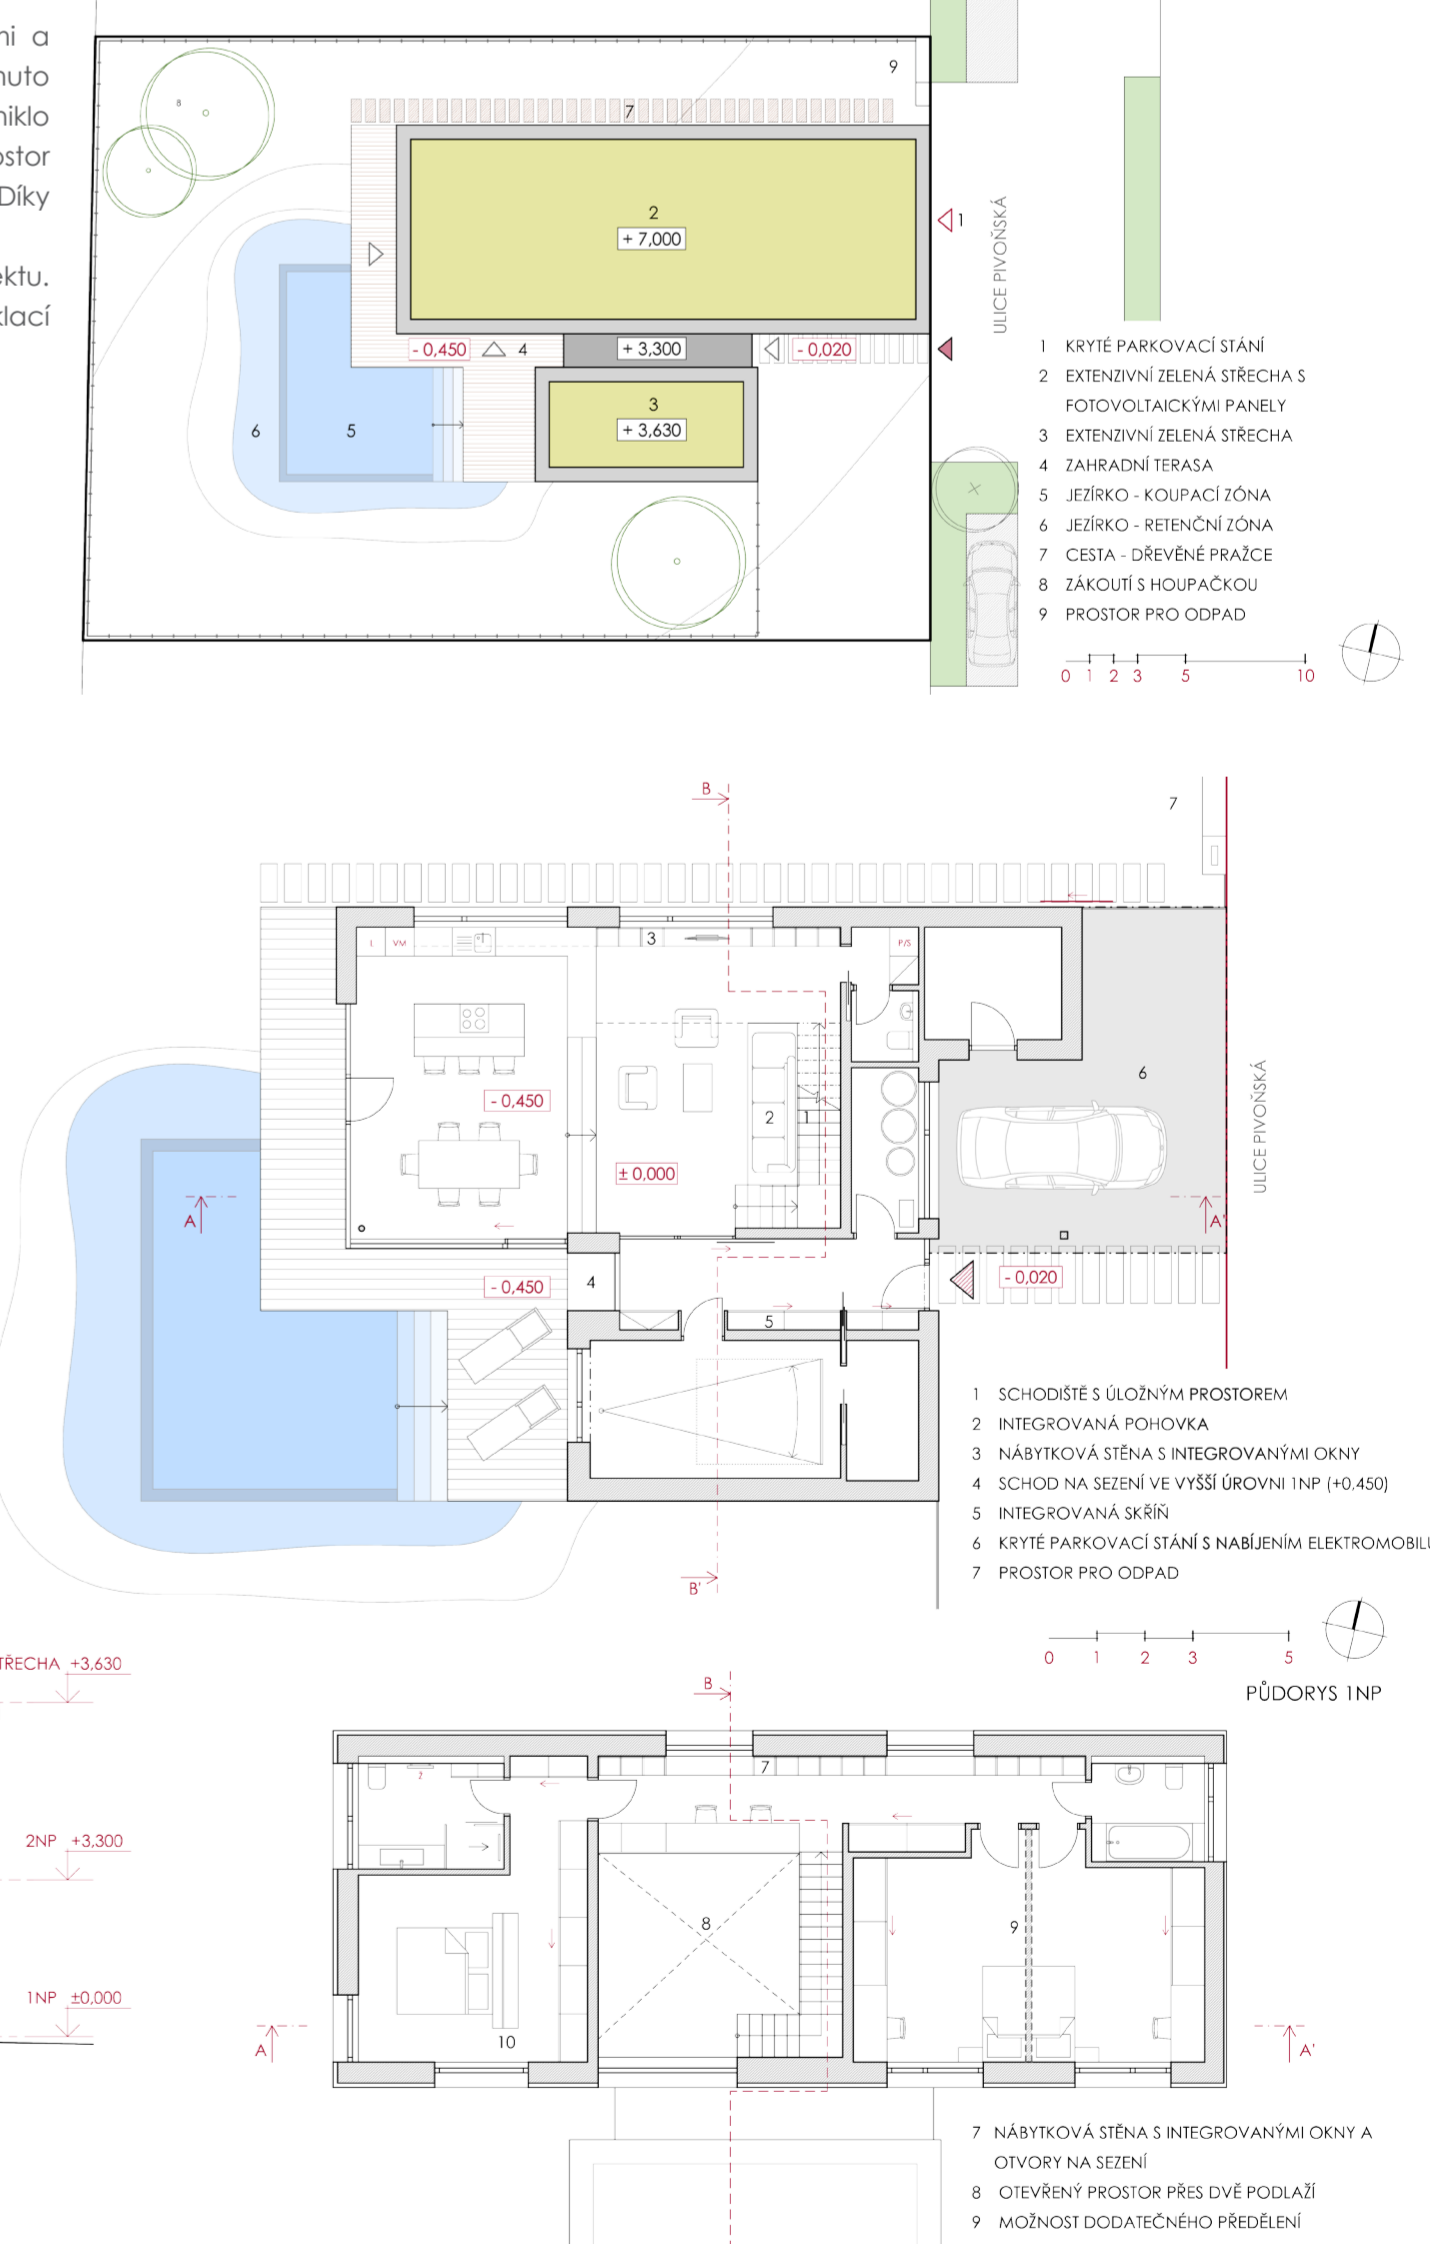 ni a
nuto
niklo
ostor
Díky
ektu.
klací
9
8
7
2
+ 7,000
1
ULICE PIVOŇSKÁ
- 0,450
4
+ 3,300
- 0,020
3
+ 3,630
6
5
1 KRYTÉ PARKOVACÍ STÁNÍ
2 EXTENZIVNÍ ZELENÁ STŘECHA S
FOTOVOLTAICKÝMI PANELY
3 EXTENZIVNÍ ZELENÁ STŘECHA
4 ZAHRADNÍ TERASA
5 JEZÍRKO - KOUPACÍ ZÓNA
6 JEZÍRKO - RETENČNÍ ZÓNA
7 CESTA - DŘEVĚNÉ PRAŽCE
8 ZÁKOUTÍ S HOUPAČKOU
9 PROSTOR PRO ODPAD
0 1 2 3 5 10
B
7
L
VM
3
P/S
6
- 0,450
2
1
± 0,000
ULICE PIVOŇSKÁ
A
A'
- 0,450
4
- 0,020
5
B'
1 SCHODIŠTĚ S ÚLOŽNÝM PROSTOREM
2 INTEGROVANÁ POHOVKA
3 NÁBYTKOVÁ STĚNA S INTEGROVANÝMI OKNY
4 SCHOD NA SEZENÍ VE VYŠŠÍ ÚROVNI 1NP (+0,450)
5 INTEGROVANÁ SKŘÍŇ
6 KRYTÉ PARKOVACÍ STÁNÍ S NABÍJENÍM ELEKTROMOBILU
7 PROSTOR PRO ODPAD
0 1 2 3 5
PŮDORYS 1NP
TŘECHA +3,630
2NP +3,300
1NP ±0,000
B
7
8
9
10
A
A'
7 NÁBYTKOVÁ STĚNA S INTEGROVANÝMI OKNY A
OTVORY NA SEZENÍ
8 OTEVŘENÝ PROSTOR PŘES DVĚ PODLAŽÍ
9 MOŽNOST DODATEČNÉHO PŘEDĚLENÍ